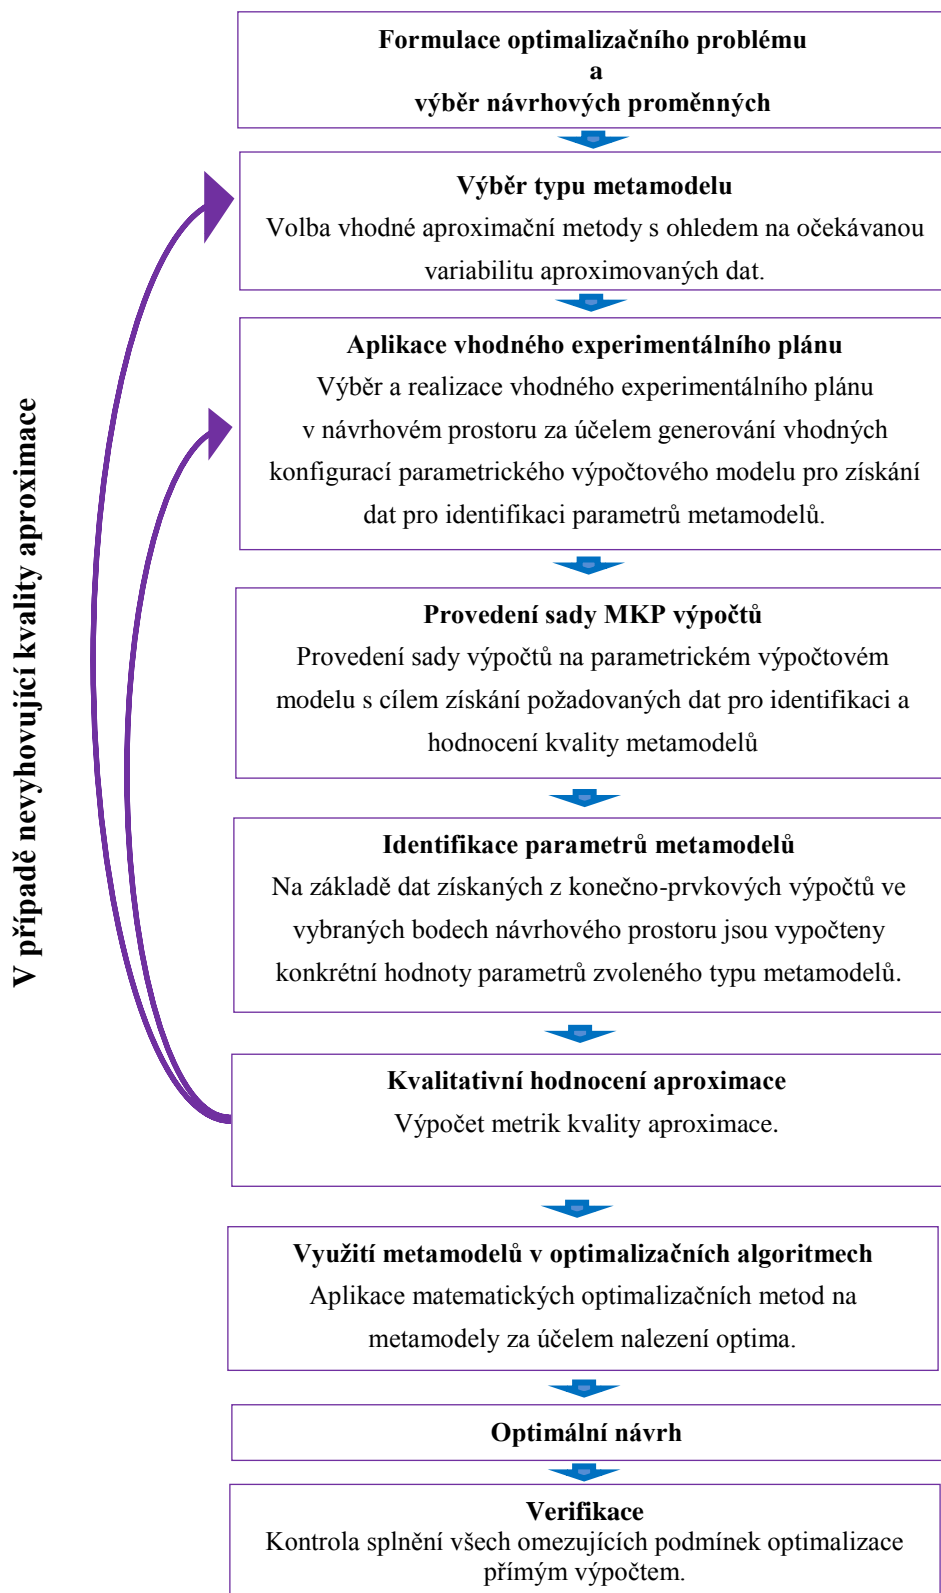 Formulace optimalizačního problému
a
výběr návrhových proměnných
Výběr typu metamodelu
Volba vhodné aproximační metody s ohledem na očekávanou
variabilitu aproximovaných dat.
Aplikace vhodného experimentálního plánu
Výběr a realizace vhodného experimentálního plánu
v návrhovém prostoru za účelem generování vhodných
konfigurací parametrického výpočtového modelu pro získání
dat pro identifikaci parametrů metamodelů.
V případě nevyhovující kvality aproximace
Provedení sady MKP výpočtů
Provedení sady výpočtů na parametrickém výpočtovém
modelu s cílem získání požadovaných dat pro identifikaci a
hodnocení kvality metamodelů
Identifikace parametrů metamodelů
Na základě dat získaných z konečno-prvkových výpočtů ve
vybraných bodech návrhového prostoru jsou vypočteny
konkrétní hodnoty parametrů zvoleného typu metamodelů.
Kvalitativní hodnocení aproximace
Výpočet metrik kvality aproximace.
Využití metamodelů v optimalizačních algoritmech
Aplikace matematických optimalizačních metod na
metamodely za účelem nalezení optima.
Optimální návrh
Verifikace
Kontrola splnění všech omezujících podmínek optimalizace
přímým výpočtem.